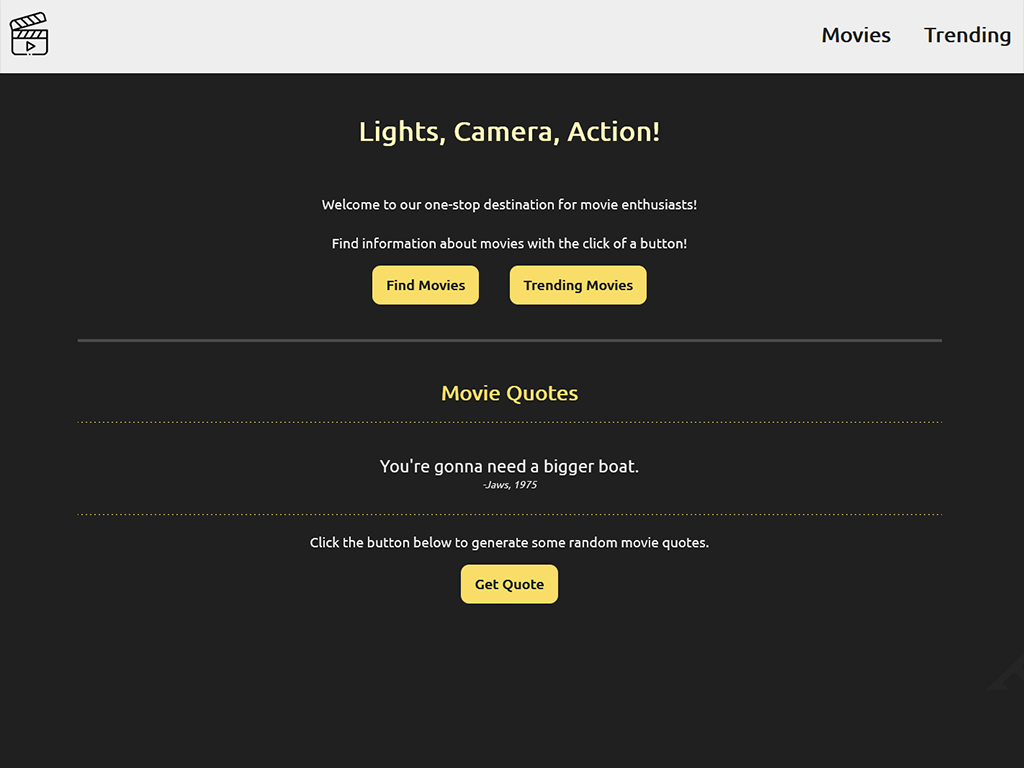 Movies
Trending
Lights, Camera, Action!
Welcome to our one-stop destination for movie enthusiasts!
Find information about movies with the click of a button!
Find Movies
Trending Movies
Movie Quotes
You're gonna need a bigger boat.
-Jaws, 1975
Click the button below to generate some random movie quotes.
Get Quote